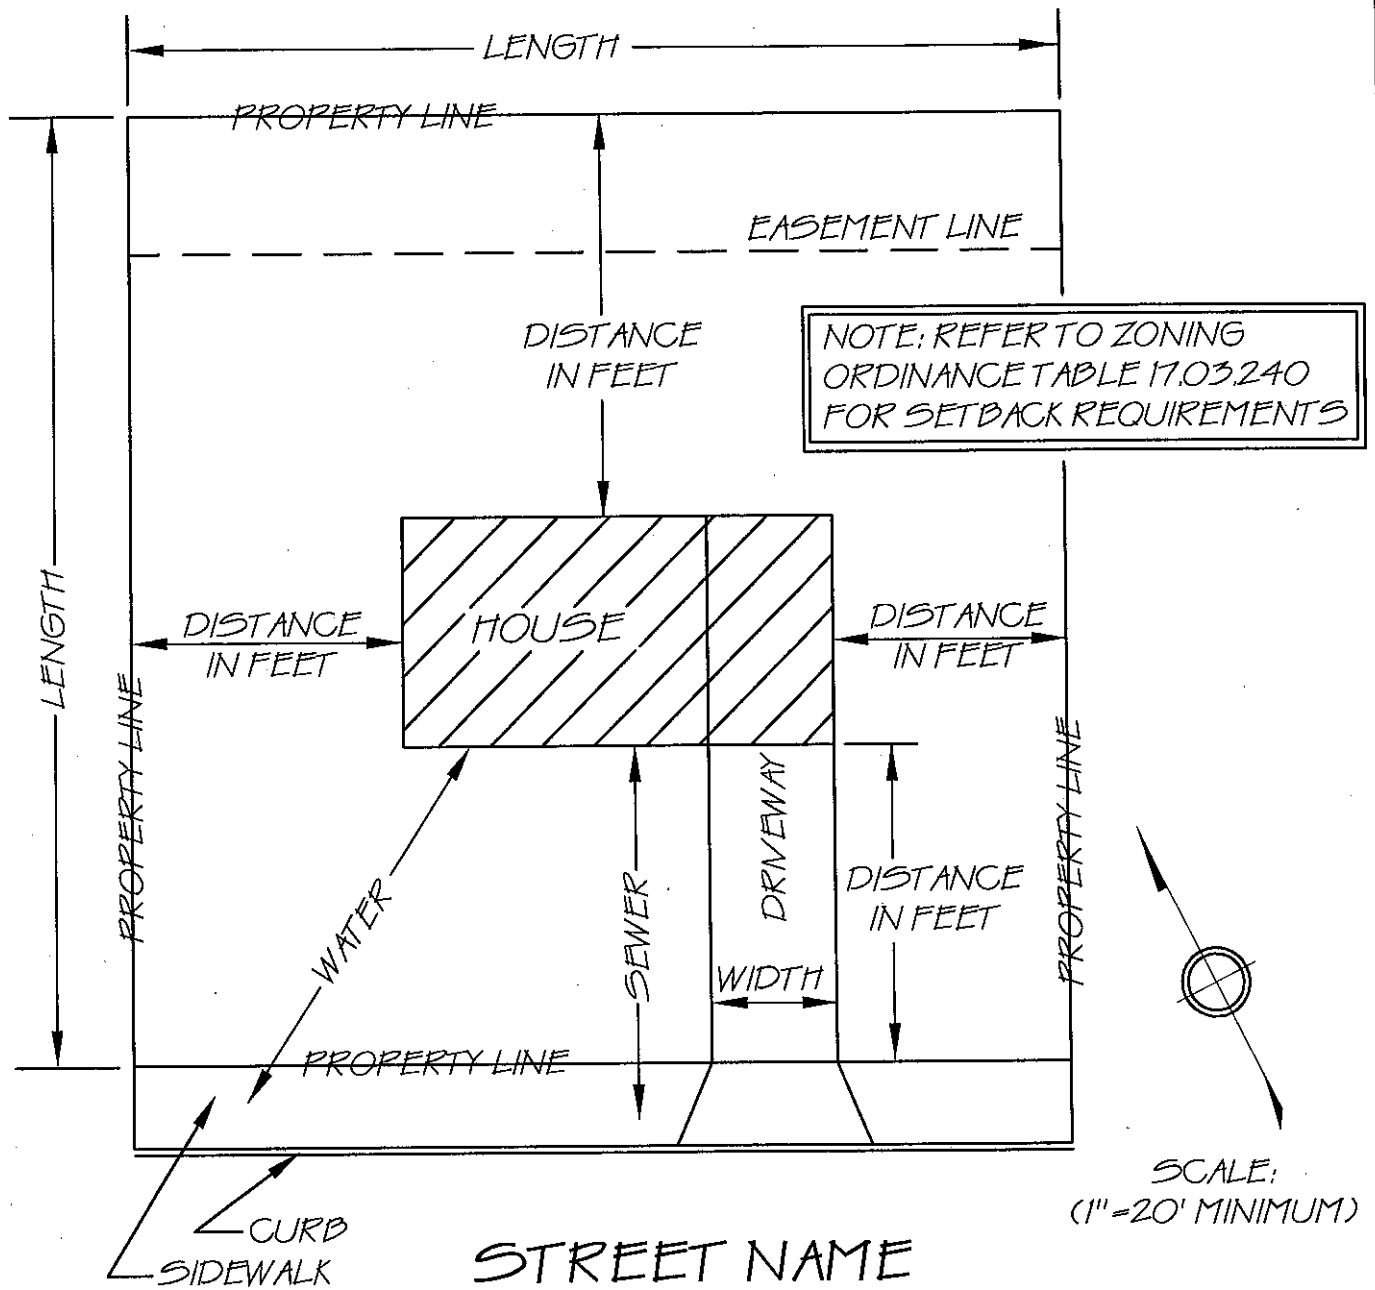 LENGTH
PROPERTY LINE
EASEMENT LINE
DISTANCE
IN FEET
NOTE: REFER TO ZONING
ORDINANCE TABLE 17.03.240
FOR SETBACK REQUIREMENTS
LENGTH
DISTANCE
IN FEET
HOUSE
DISTANCE
IN FEET
PROPERTY LINE
PROPERTY LINE
WATER
SEWER
DRIVEWAY
DISTANCE
IN FEET
WIDTH
PROPERTY LINE
SCALE:
(1"=20' MINIMUM)
CURB
SIDEWALK
STREET NAME